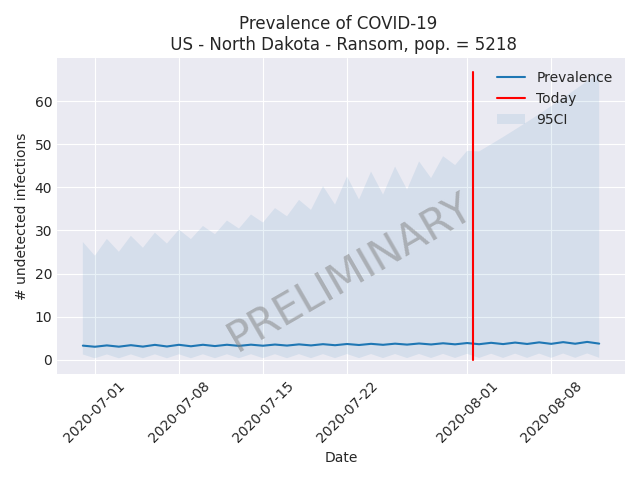 Prevalence of COVID-19
US - North Dakota - Ransom, pop. = 5218
Prevalence
Today
95CI
60
50
40
30
20
10
0
# undetected infections
PRELIMINARY
2020-07-01
2020-07-08
2020-07-15
2020-07-22
2020-08-01
2020-08-08
Date